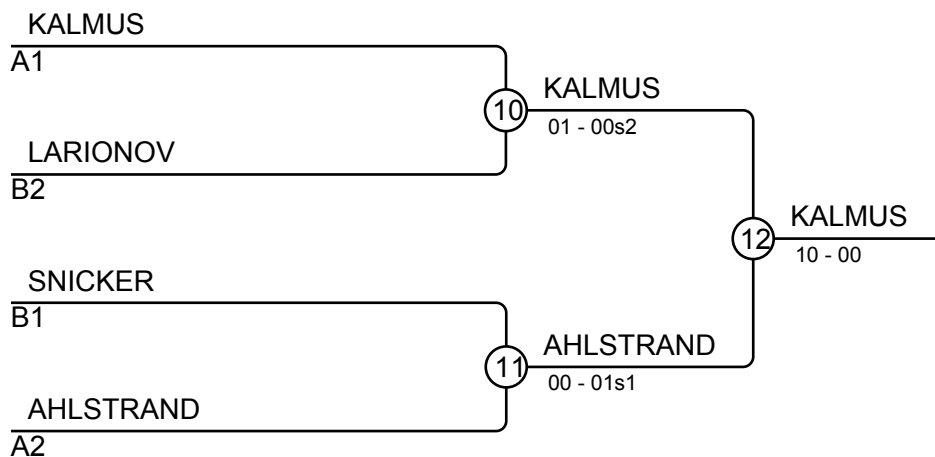 KALMUS
A1
10
KALMUS
01 - 00s2
LARIONOV
B2
12
KALMUS
10 - 00
SNICKER
B1
11
AHLSTRAND
00 - 01s1
AHLSTRAND
A2